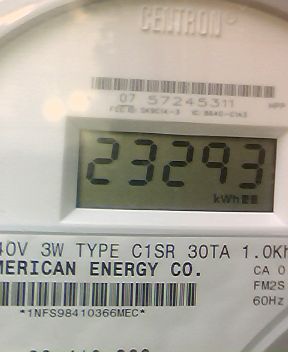 CENTRON®
07 57245311
23293
kWh
40V 3W TYPE C1SR 30TA 1.0Kh
MERICAN ENERGY CO.
CA 0
FM2S
60Hz
*1NFS98410366MEC*